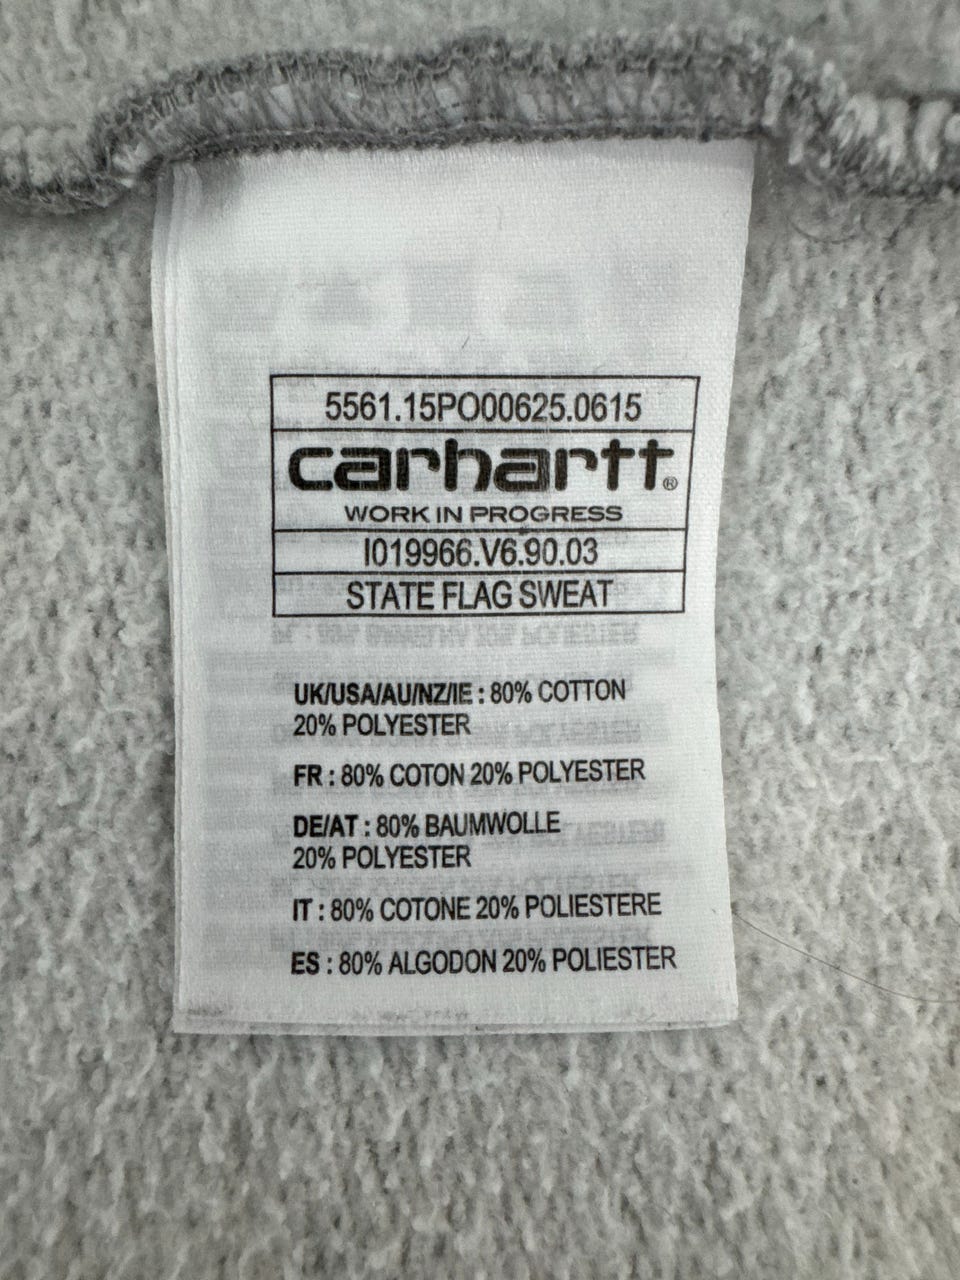 5561.15PO00625.0615
carhartt®
WORK IN PROGRESS
I019966.V6.90.03
STATE FLAG SWEAT
UK/USA/AU/NZ/IE : 80% COTTON
20% POLYESTER
FR : 80% COTON 20% POLYESTER
DE/AT : 80% BAUMWOLLE
20% POLYESTER
IT : 80% COTONE 20% POLIESTERE
ES : 80% ALGODON 20% POLIESTER